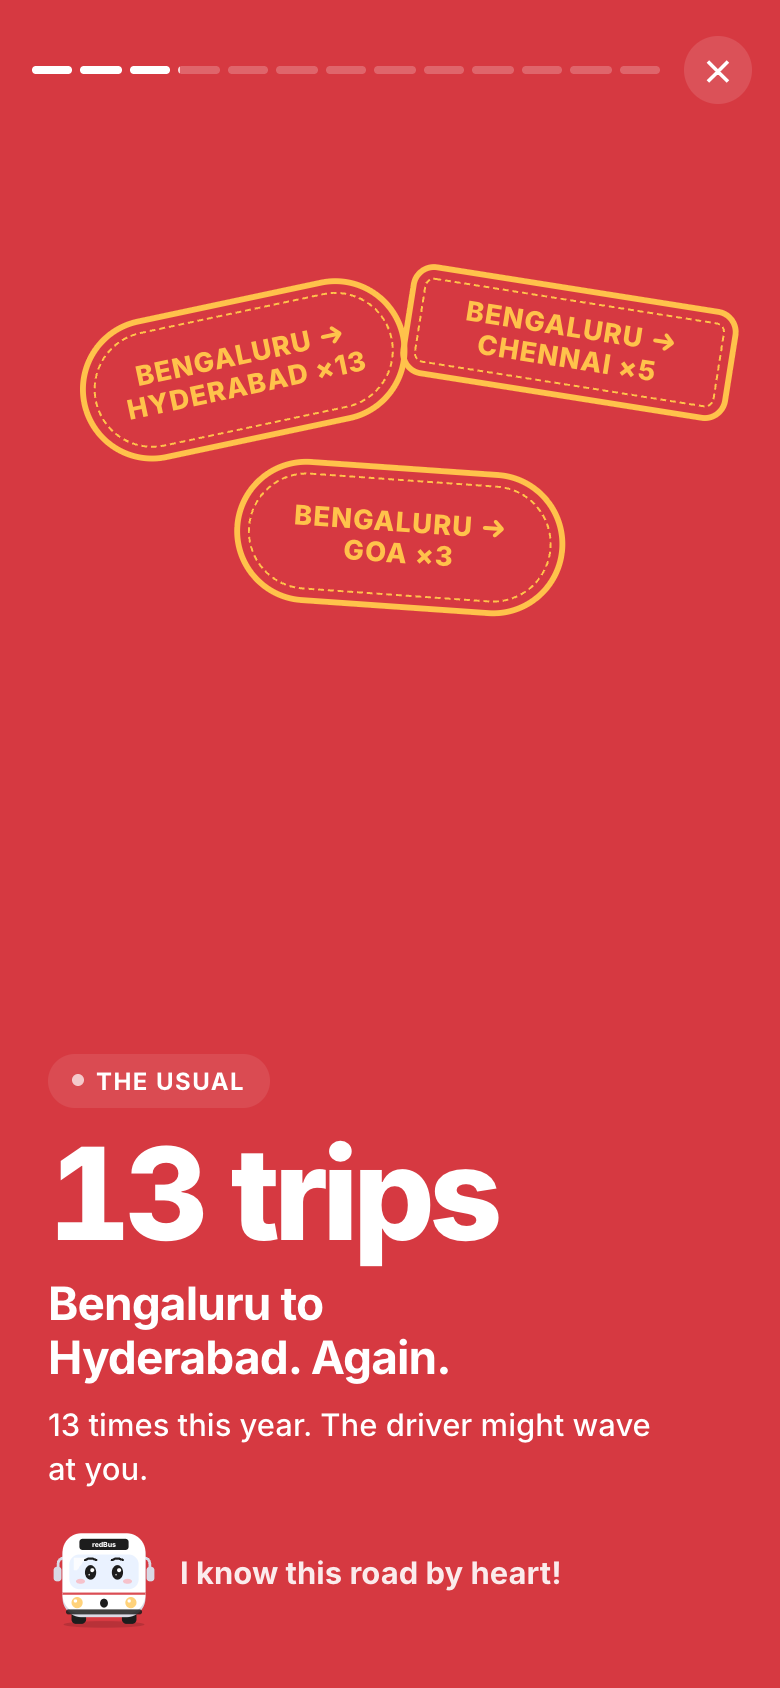 BENGALURU →
HYDERABAD ×13
BENGALURU →
CHENNAI ×5
BENGALURU →
GOA ×3
THE USUAL
13 trips
Bengaluru to
Hyderabad. Again.
13 times this year. The driver might wave
at you.
redBus
I know this road by heart!